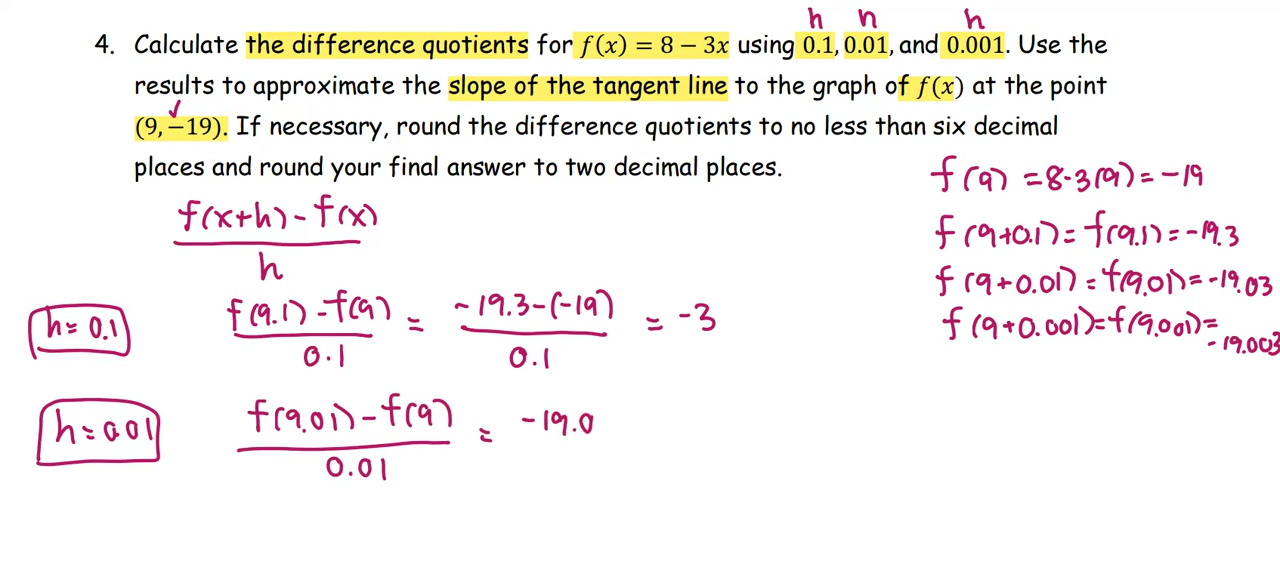 h h h
4. Calculate the difference quotients for f(x) = 8 − 3x using 0.1, 0.01, and 0.001. Use the
results to approximate the slope of the tangent line to the graph of f(x) at the point
(9, −19). If necessary, round the difference quotients to no less than six decimal
places and round your final answer to two decimal places.
f(9) = 8-3(9) = -19
f(x+h) - f(x)
h
f(9+0.1) = f(9.1) = -19.3
f(9+0.01) = f(9.01) = -19.03
f(9+0.001) = f(9.001) =
-19.003
h = 0.1
f(9.1) - f(9) = -19.3-(-19) = -3
0.1 0.1
h = 0.01
f(9.01) - f(9) = -19.0
0.01